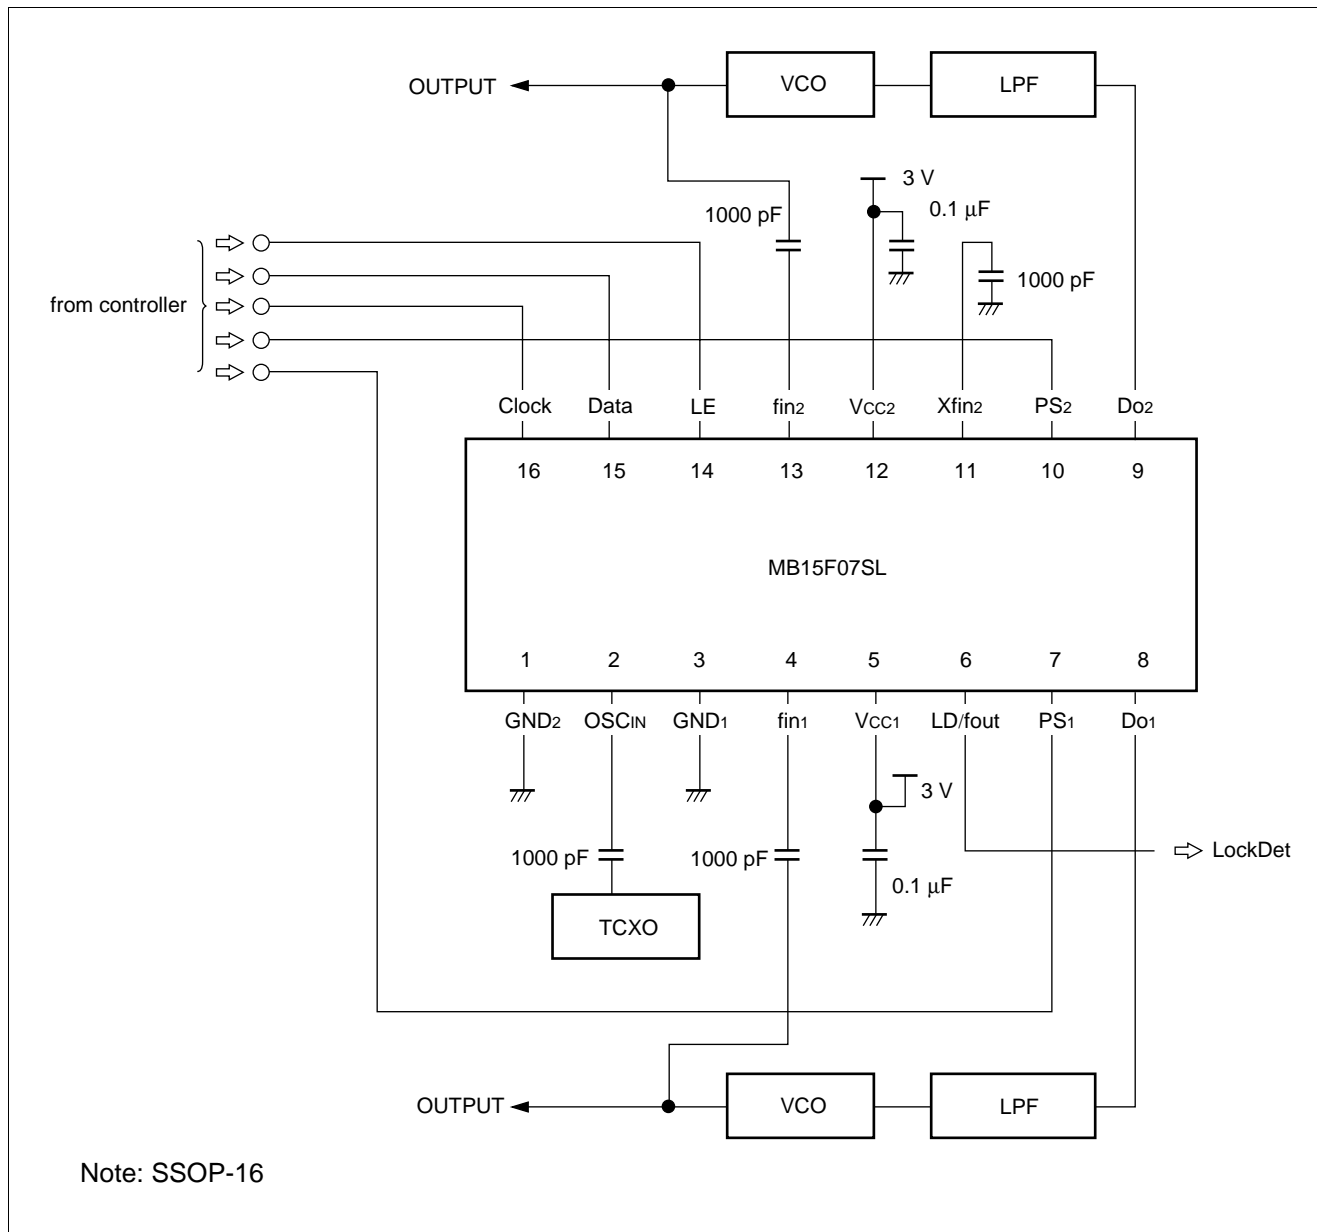 OUTPUT
VCO
LPF
3 V
0.1 μF
1000 pF
1000 pF
from controller
Clock Data LE fin2 VCC2 Xfin2 PS2 Do2
16 15 14 13 12 11 10 9
MB15F07SL
1 2 3 4 5 6 7 8
GND2 OSCIN GND1 fin1 VCC1 LD/fout PS1 Do1
3 V
1000 pF
1000 pF
LockDet
0.1 μF
TCXO
OUTPUT
VCO
LPF
Note: SSOP-16